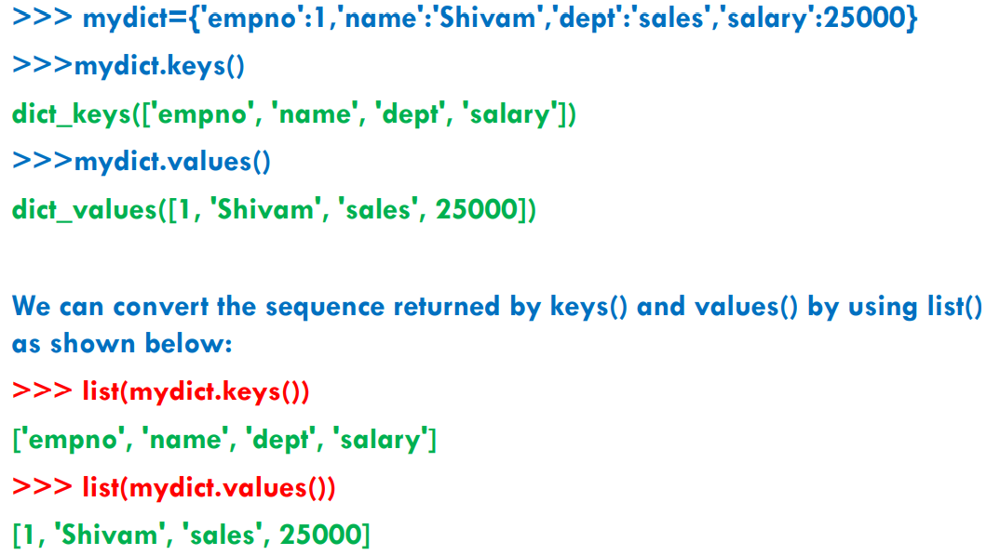 >>> mydict={'empno':1,'name':'Shivam','dept':'sales','salary':25000}
>>>mydict.keys()
dict_keys(['empno', 'name', 'dept', 'salary'])
>>>mydict.values()
dict_values([1, 'Shivam', 'sales', 25000])
We can convert the sequence returned by keys() and values() by using list()
as shown below:
>>> list(mydict.keys())
['empno', 'name', 'dept', 'salary']
>>> list(mydict.values())
[1, 'Shivam', 'sales', 25000]